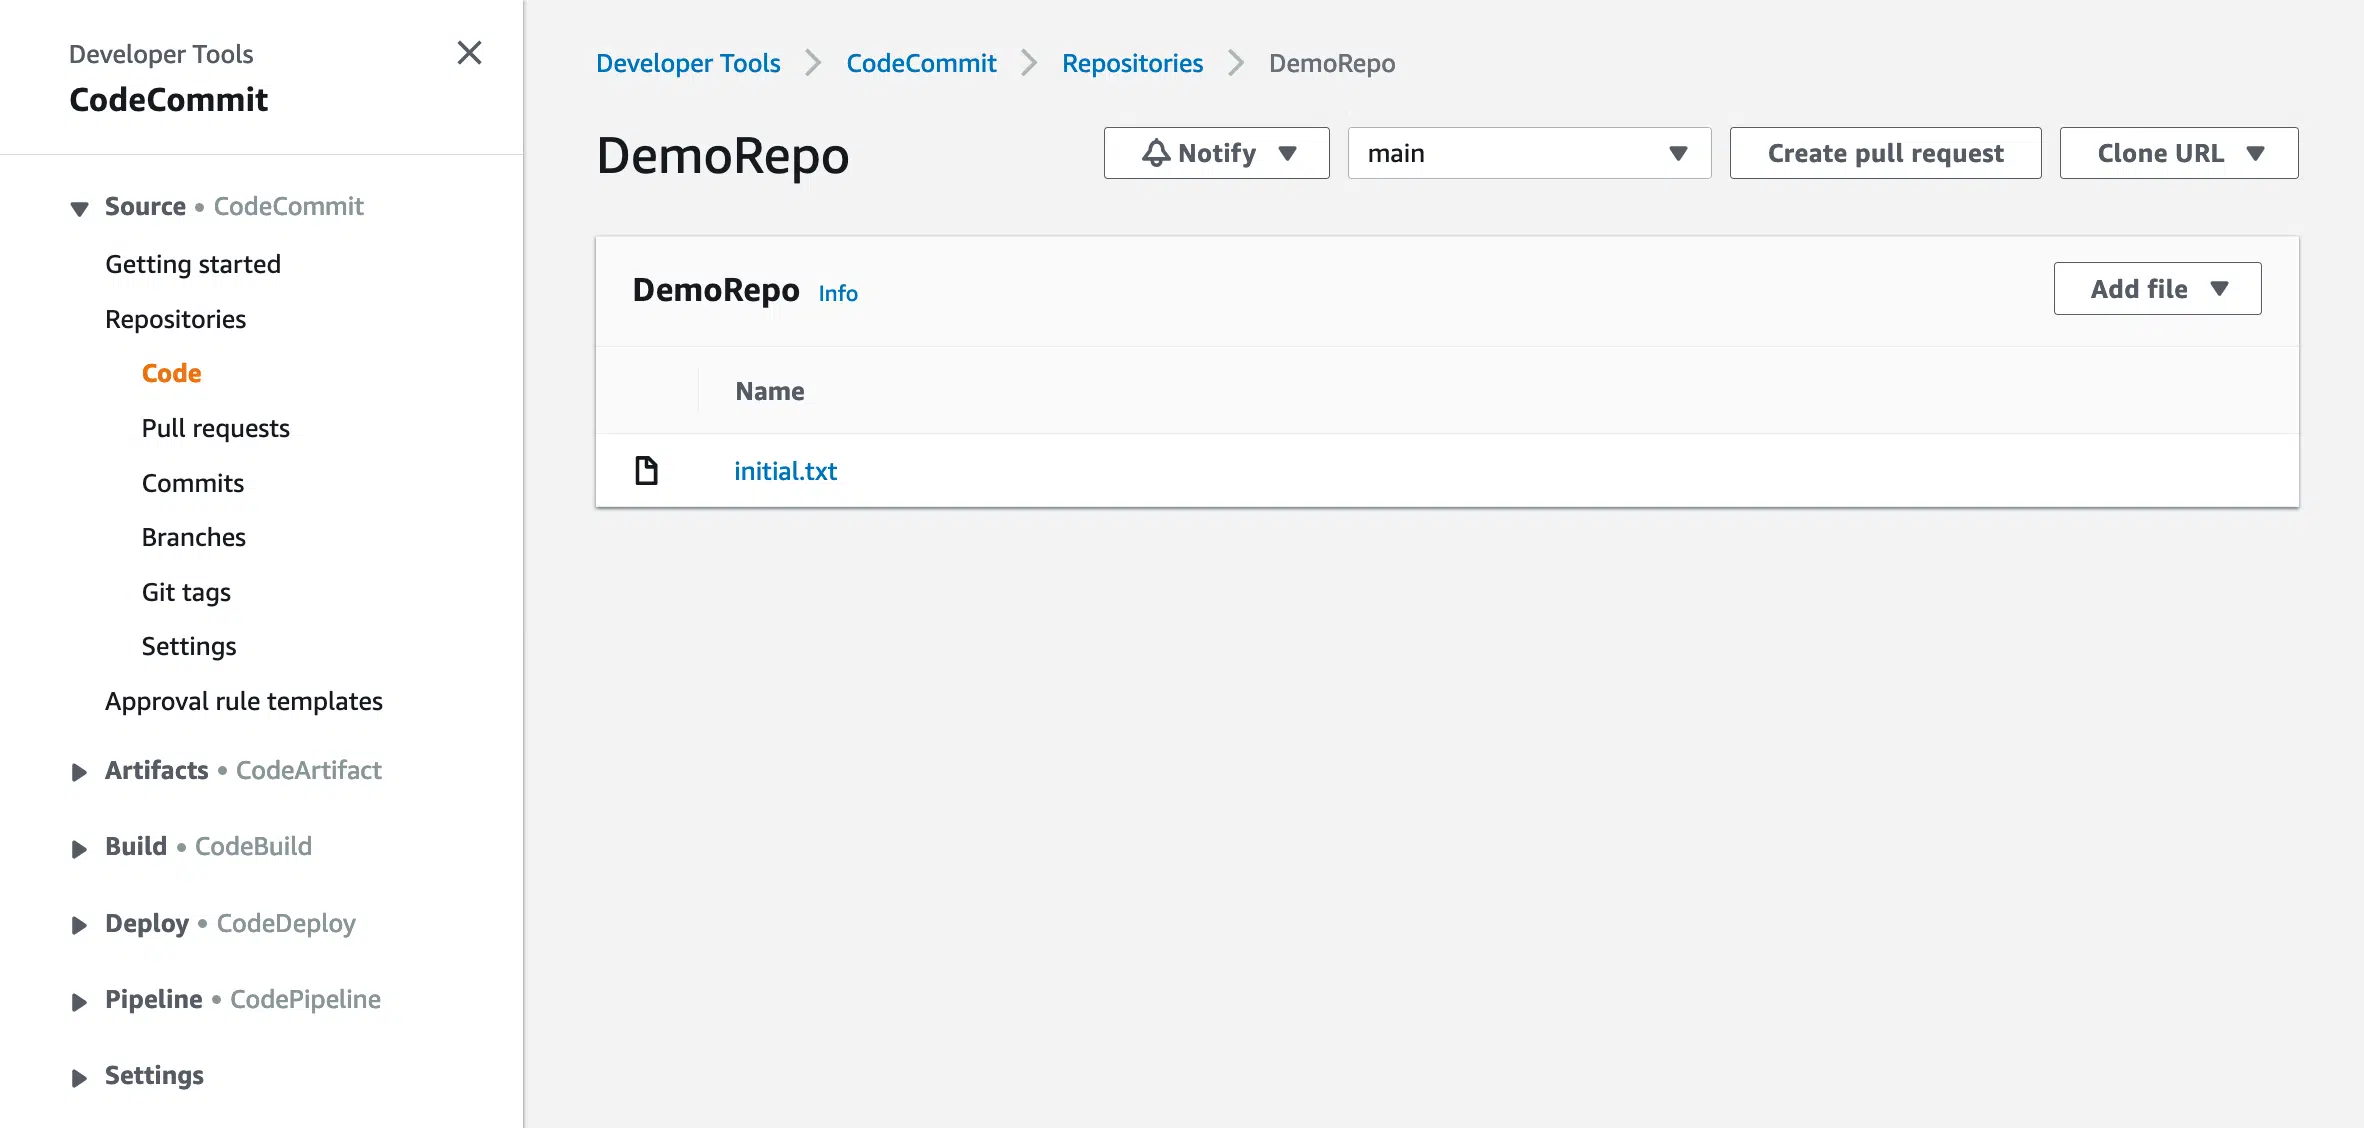 Developer Tools
CodeCommit
Source • CodeCommit
Getting started
Repositories
Code
Pull requests
Commits
Branches
Git tags
Settings
Approval rule templates
Artifacts • CodeArtifact
Build • CodeBuild
Deploy • CodeDeploy
Pipeline • CodePipeline
Settings
Developer Tools > CodeCommit > Repositories > DemoRepo
DemoRepo Notify main Create pull request Clone URL
DemoRepo Info Add file
Name
initial.txt